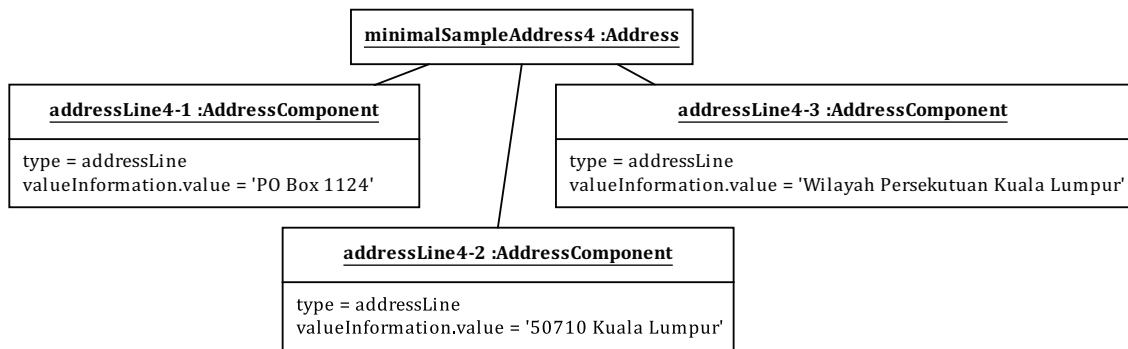 minimalSampleAddress4 :Address
addressLine4-1 :AddressComponent
type = addressLine
valueInformation.value = 'PO Box 1124'
addressLine4-3 :AddressComponent
type = addressLine
valueInformation.value = 'Wilayah Persekutuan Kuala Lumpur'
addressLine4-2 :AddressComponent
type = addressLine
valueInformation.value = '50710 Kuala Lumpur'